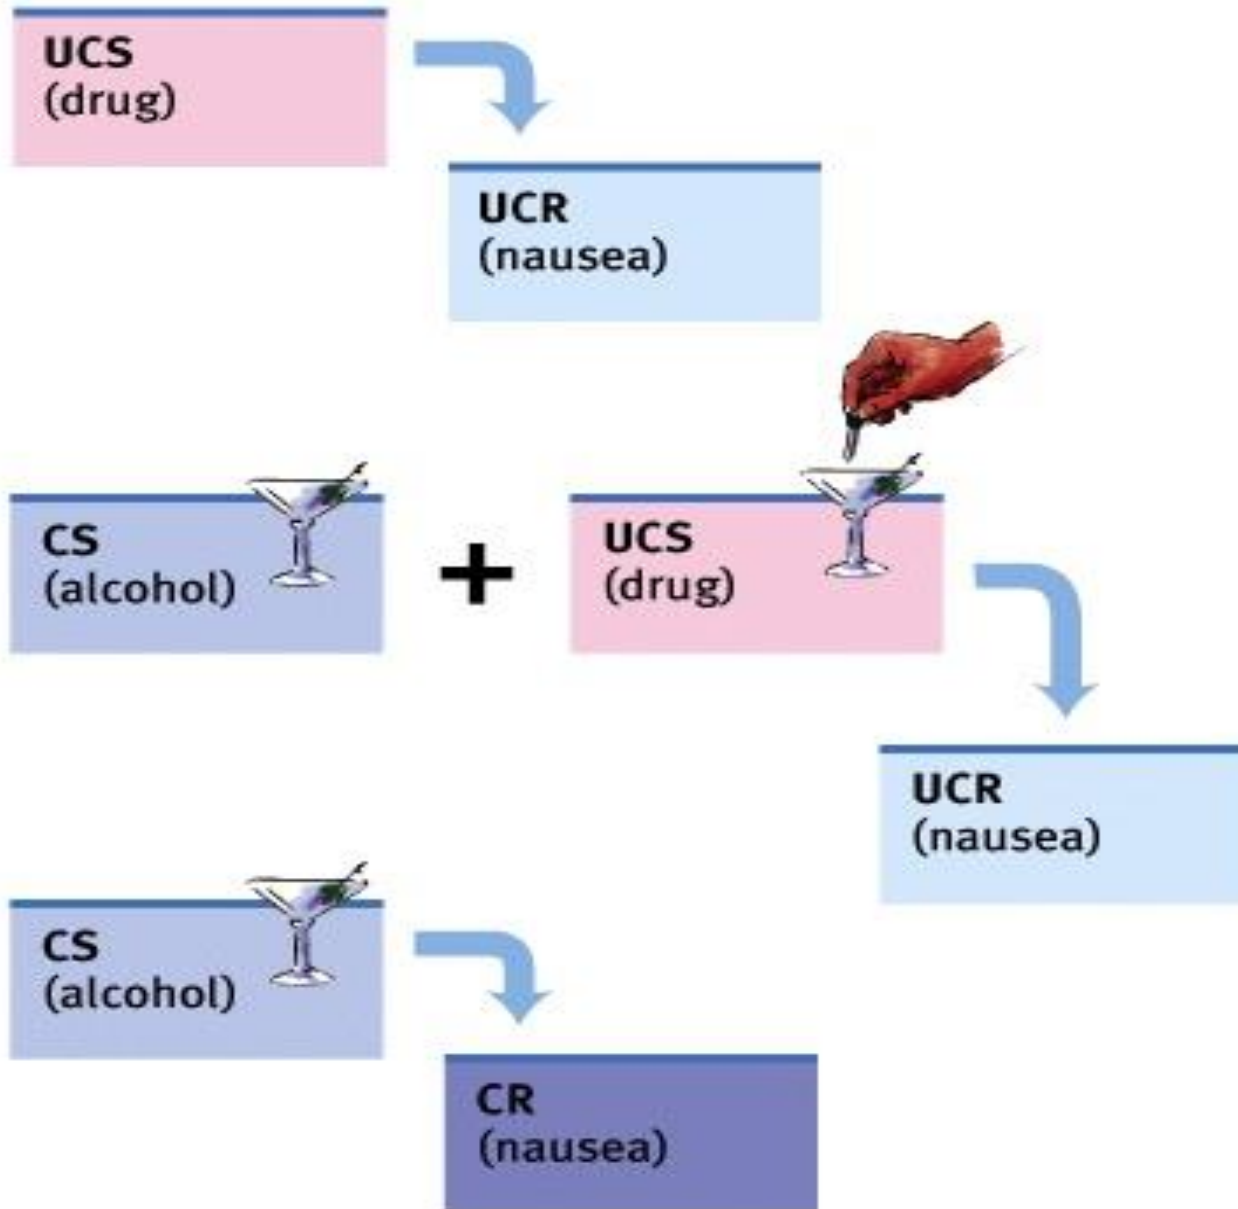 UCS
(drug)
UCR
(nausea)
CS
(alcohol)
+
UCS
(drug)
UCR
(nausea)
CS
(alcohol)
CR
(nausea)